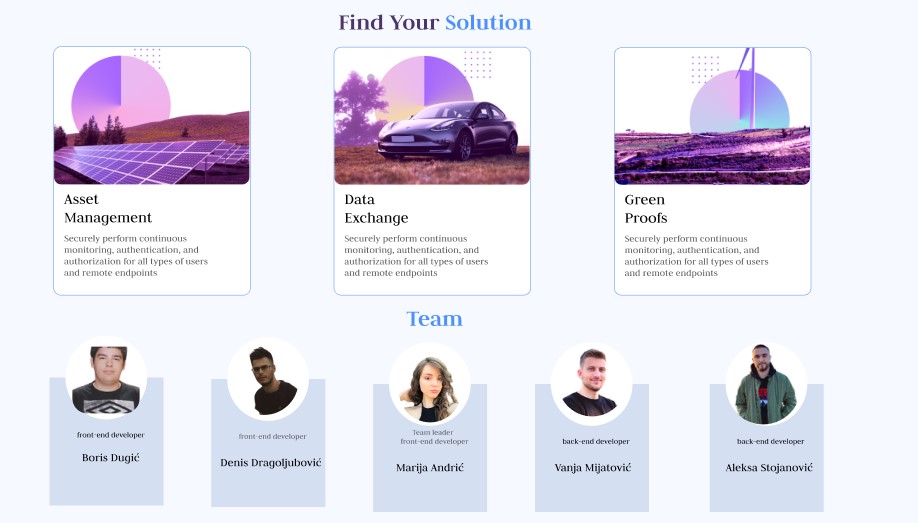 Find Your Solution
Asset
Management
Securely perform continuous
monitoring, authentication, and
authorization for all types of users
and remote endpoints
Data
Exchange
Securely perform continuous
monitoring, authentication, and
authorization for all types of users
and remote endpoints
Green
Proofs
Securely perform continuous
monitoring, authentication, and
authorization for all types of users
and remote endpoints
Team
front-end developer
Boris Dugić
front-end developer
Denis Dragoljubović
Team leader
front-end developer
Marija Andrić
back-end developer
Vanja Mijatović
back-end developer
Aleksa Stojanović